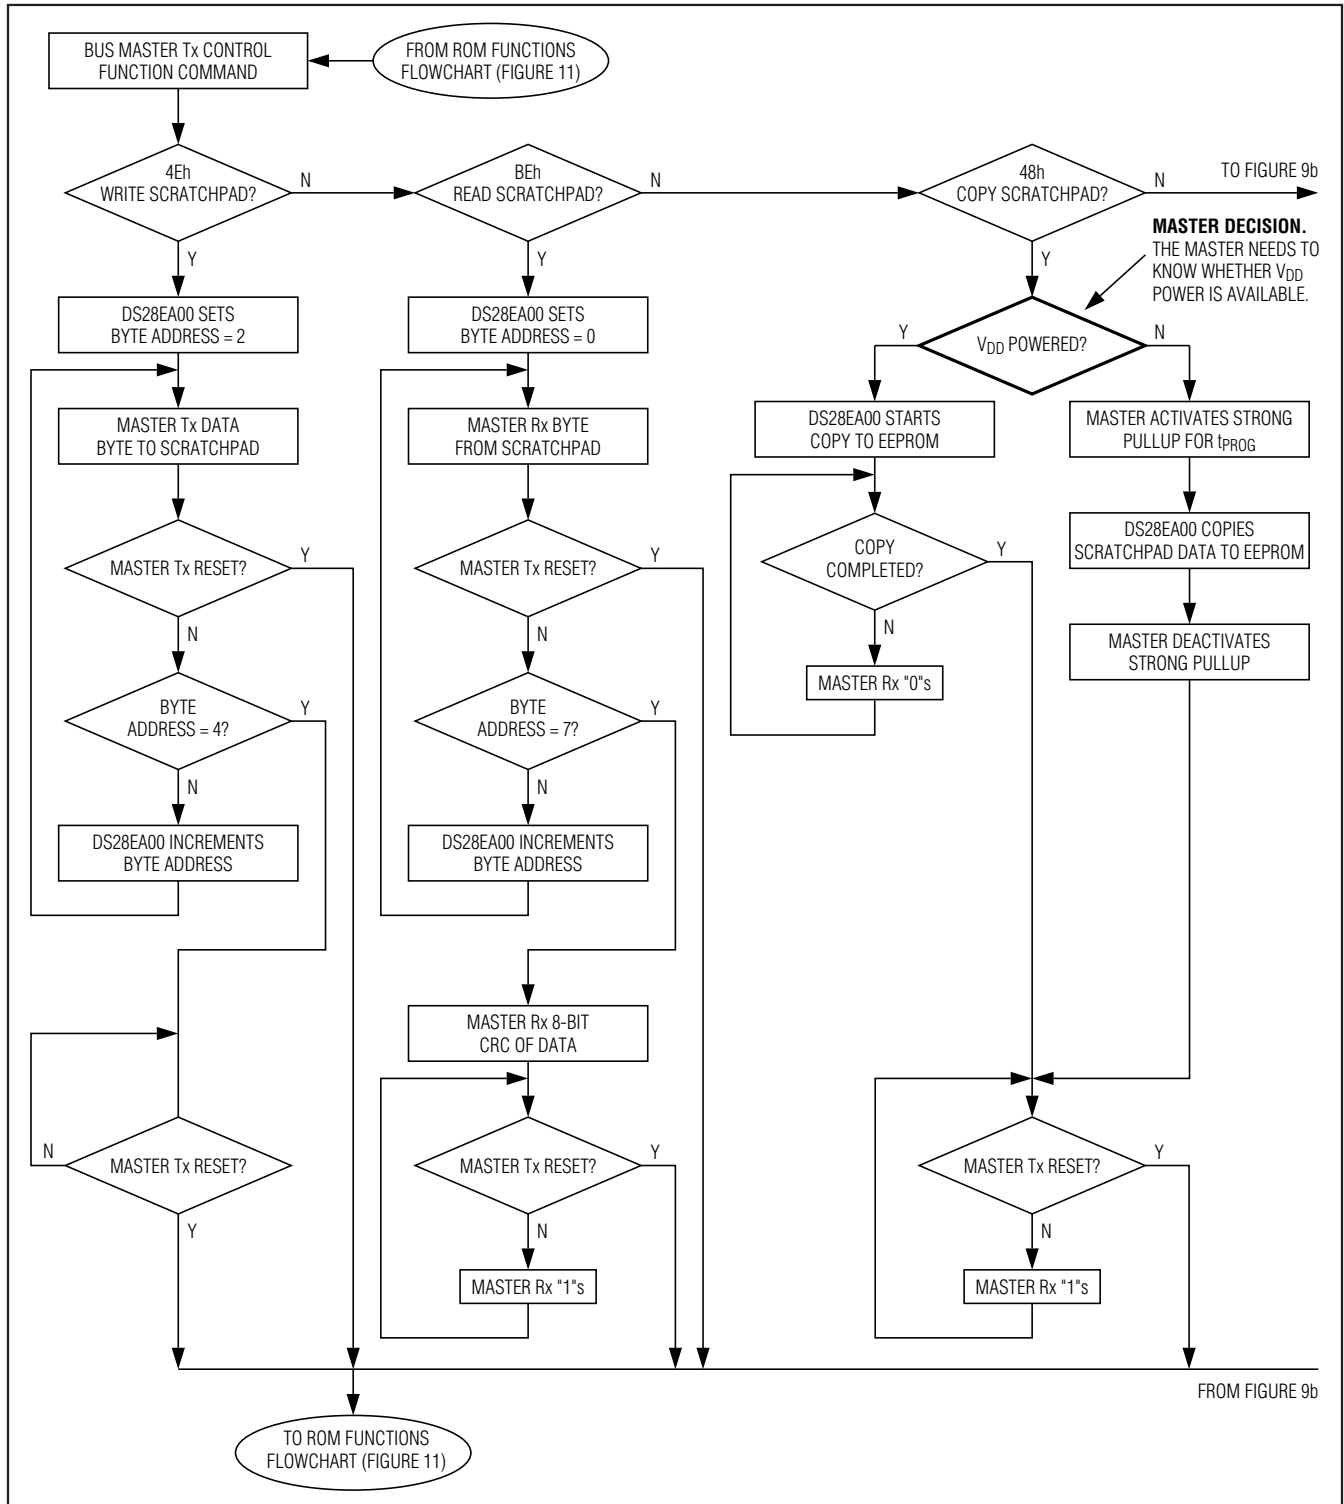 BUS MASTER Tx CONTROL
FUNCTION COMMAND
FROM ROM FUNCTIONS
FLOWCHART (FIGURE 11)
4Eh
WRITE SCRATCHPAD?
N
Y
BEh
READ SCRATCHPAD?
N
Y
48h
COPY SCRATCHPAD?
N
Y
TO FIGURE 9b
MASTER DECISION.
THE MASTER NEEDS TO
KNOW WHETHER VDD
POWER IS AVAILABLE.
DS28EA00 SETS
BYTE ADDRESS = 2
DS28EA00 SETS
BYTE ADDRESS = 0
Y
VDD POWERED?
N
MASTER Tx DATA
BYTE TO SCRATCHPAD
MASTER Rx BYTE
FROM SCRATCHPAD
DS28EA00 STARTS
COPY TO EEPROM
MASTER ACTIVATES STRONG
PULLUP FOR tPROG
MASTER Tx RESET?
Y
N
MASTER Tx RESET?
Y
N
COPY
COMPLETED?
Y
N
DS28EA00 COPIES
SCRATCHPAD DATA TO EEPROM
MASTER DEACTIVATES
STRONG PULLUP
MASTER Rx "0"s
BYTE
ADDRESS = 4?
Y
N
BYTE
ADDRESS = 7?
Y
N
DS28EA00 INCREMENTS
BYTE ADDRESS
DS28EA00 INCREMENTS
BYTE ADDRESS
MASTER Rx 8-BIT
CRC OF DATA
N
MASTER Tx RESET?
Y
MASTER Tx RESET?
Y
N
MASTER Tx RESET?
Y
N
MASTER Rx "1"s
MASTER Rx "1"s
FROM FIGURE 9b
TO ROM FUNCTIONS
FLOWCHART (FIGURE 11)